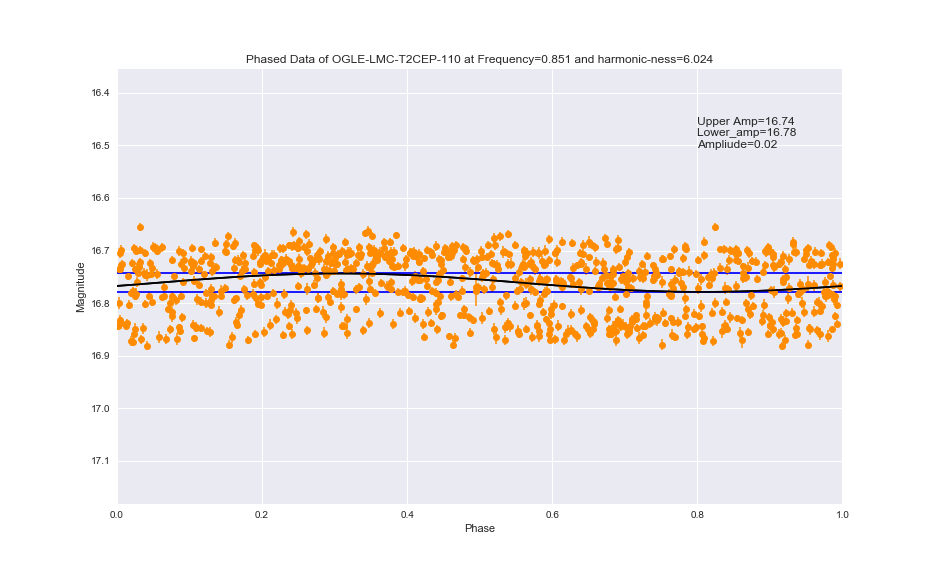 Phased Data of OGLE-LMC-T2CEP-110 at Frequency=0.851 and harmonic-ness=6.024
Upper Amp=16.74
Lower_amp=16.78
Ampliude=0.02
16.4
16.5
16.6
16.7
16.8
16.9
17.0
17.1
Magnitude
0.0 0.2 0.4 0.6 0.8 1.0
Phase